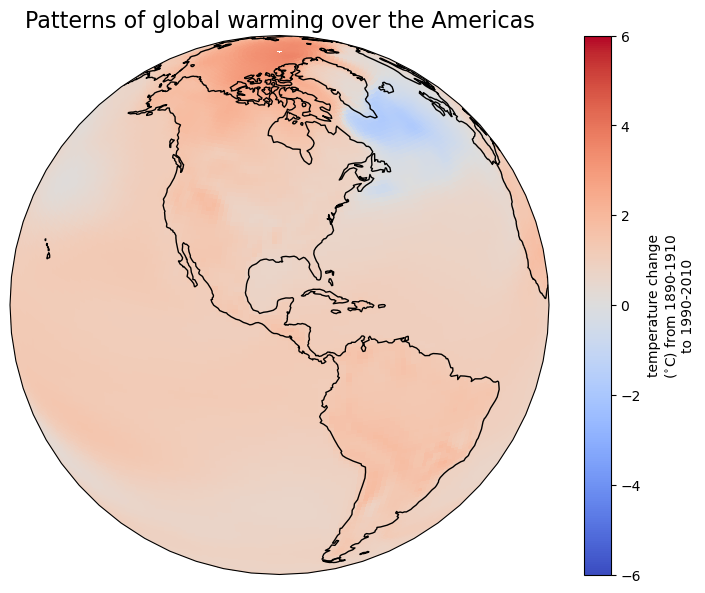 Patterns of global warming over the Americas
6
4
2
0
−2
−4
−6
temperature change
(°C) from 1890-1910
to 1990-2010